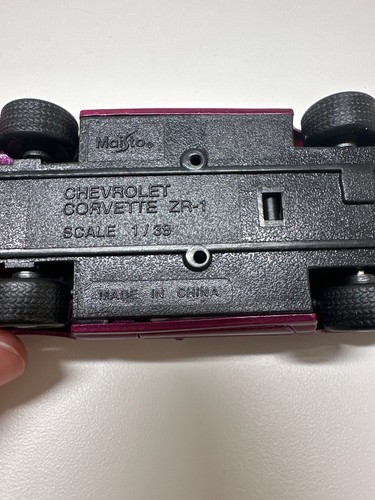 Maisto®
CHEVROLET
CORVETTE ZR-1
SCALE 1/39
MADE IN CHINA